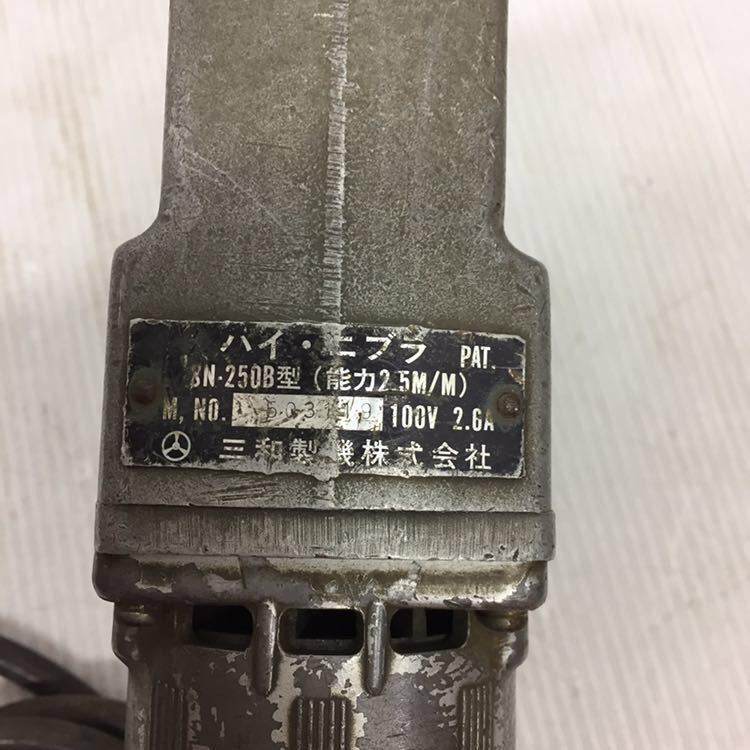 ハイ・ニブラ PAT.
SN-250B型 (能力2.5M/M)
M, NO. 100V 2.6A
三和製機株式会社